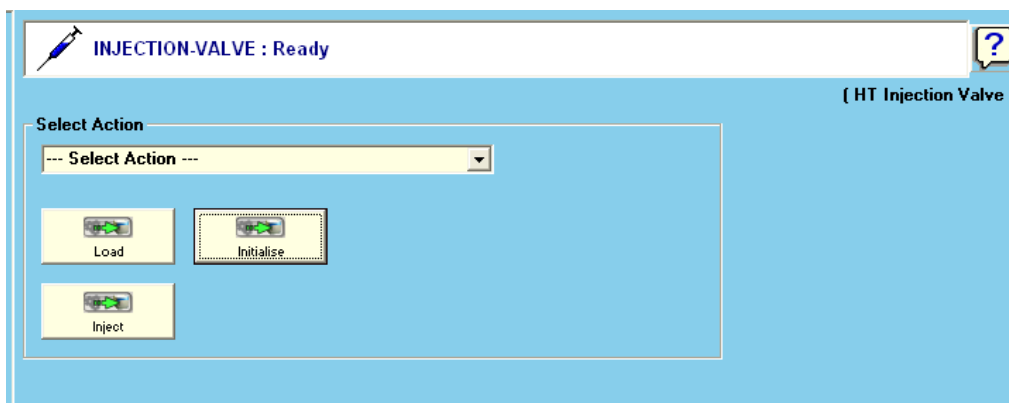 INJECTION-VALVE : Ready
?
( HT Injection Valve
Select Action
--- Select Action ---
Load
Initialise
Inject